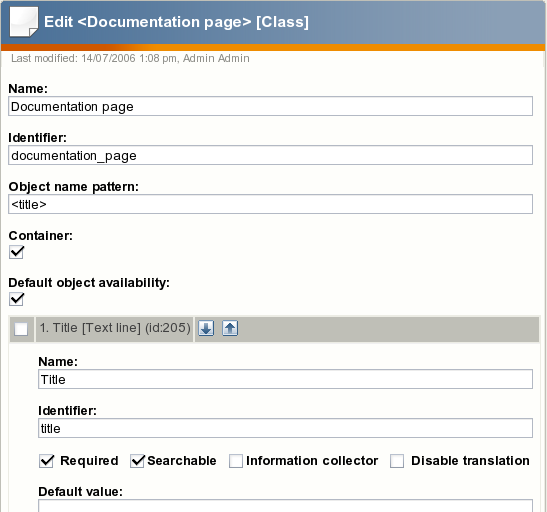 Edit <Documentation page> [Class]
Last modified: 14/07/2006 1:08 pm, Admin Admin
Name:
Documentation page
Identifier:
documentation_page
Object name pattern:
<title>
Container:
Default object availability:
1. Title [Text line] (id:205)
Name:
Title
Identifier:
title
Required Searchable Information collector Disable translation
Default value: